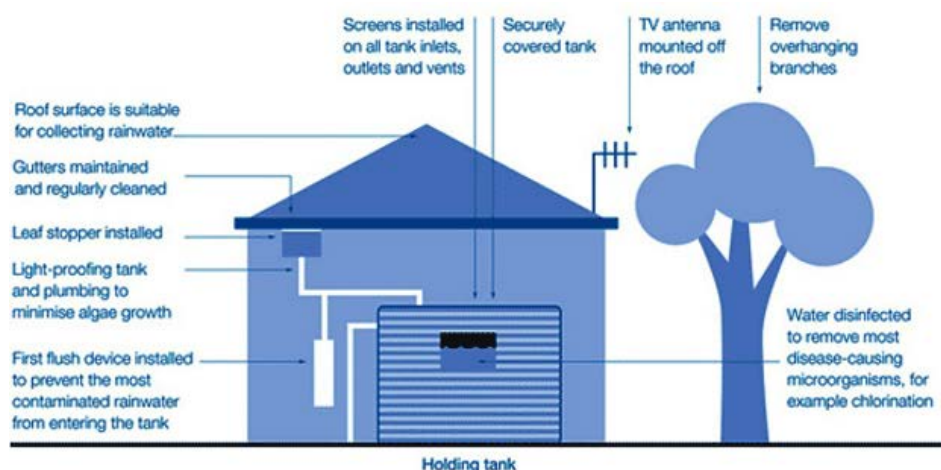 Screens installed
on all tank inlets,
outlets and vents
Securely
covered tank
TV antenna
mounted off
the roof
Remove
overhanging
branches
Roof surface is suitable
for collecting rainwater
Gutters maintained
and regularly cleaned
Leaf stopper installed
Light-proofing tank
and plumbing to
minimise algae growth
First flush device installed
to prevent the most
contaminated rainwater
from entering the tank
Water disinfected
to remove most
disease-causing
microorganisms, for
example chlorination
Holding tank